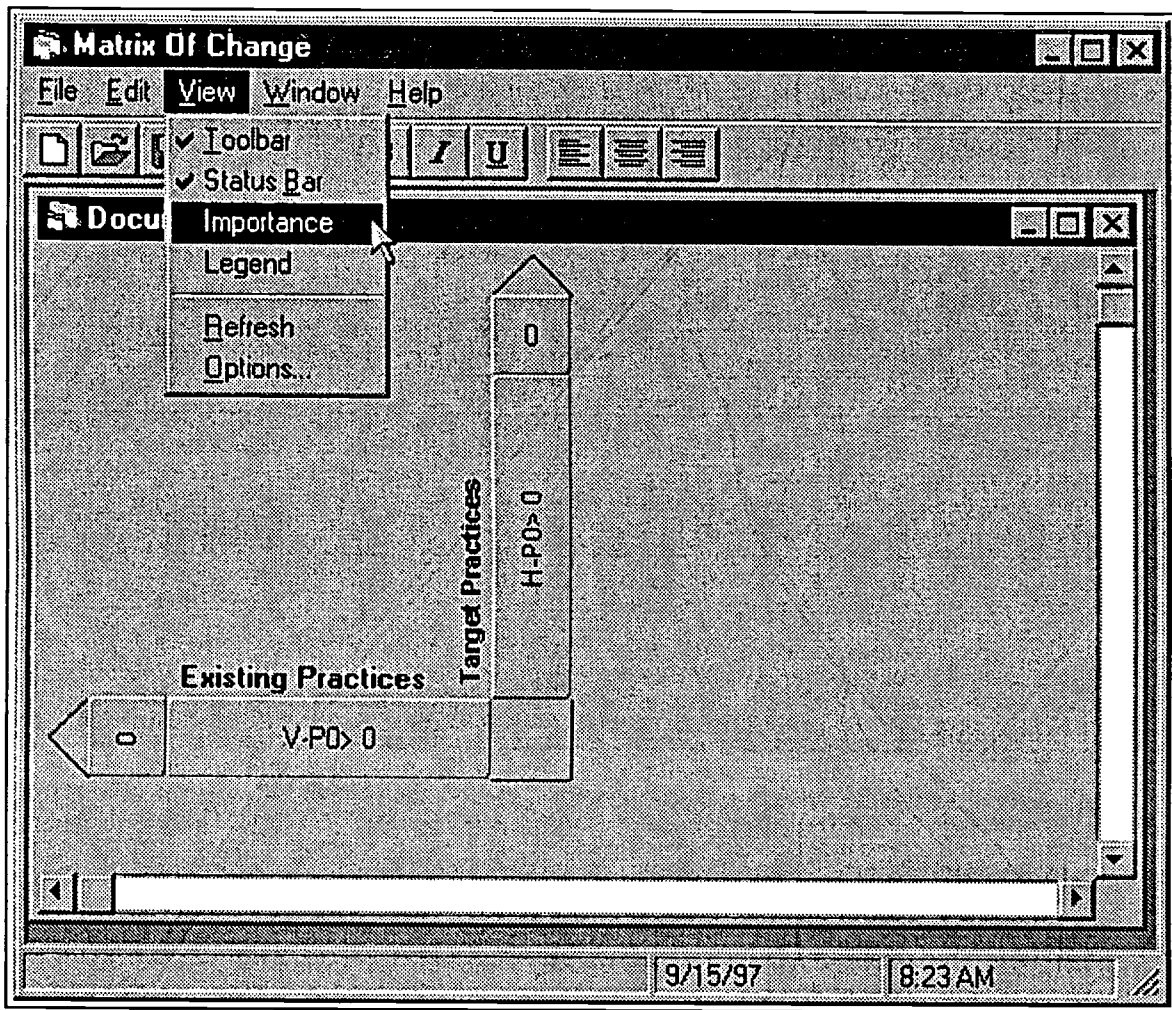 Matrix Of Change
File Edit View Window Help
I U
Toolbar
Status Bar
Docu
Importance
Legend
Refresh
Options...
0
H-P0> 0
Target Practices
Existing Practices
0 V-P0> 0
9/15/97 8:23 AM